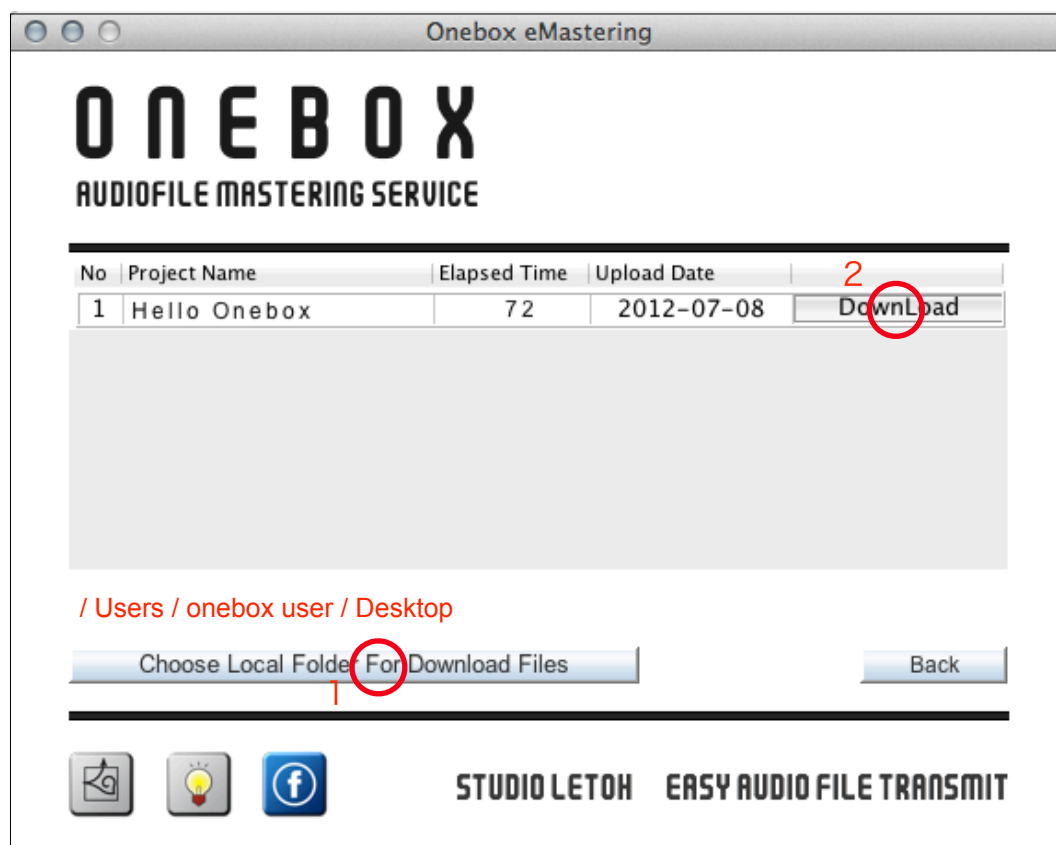 Onebox eMastering
ONEBOX
AUDIOFILE MASTERING SERVICE
No Project Name Elapsed Time Upload Date 2
1 Hello Onebox 72 2012-07-08 DownLoad
/ Users / onebox user / Desktop
Choose Local Folder For Download Files Back
1
STUDIO LETOH EASY AUDIO FILE TRANSMIT